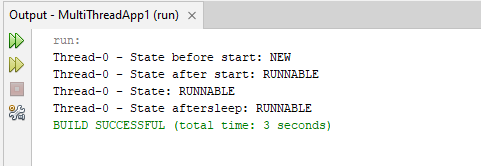 Output - MultiThreadApp1 (run) ×
run:
Thread-0 - State before start: NEW
Thread-0 - State after start: RUNNABLE
Thread-0 - State: RUNNABLE
Thread-0 - State aftersleep: RUNNABLE
BUILD SUCCESSFUL (total time: 3 seconds)